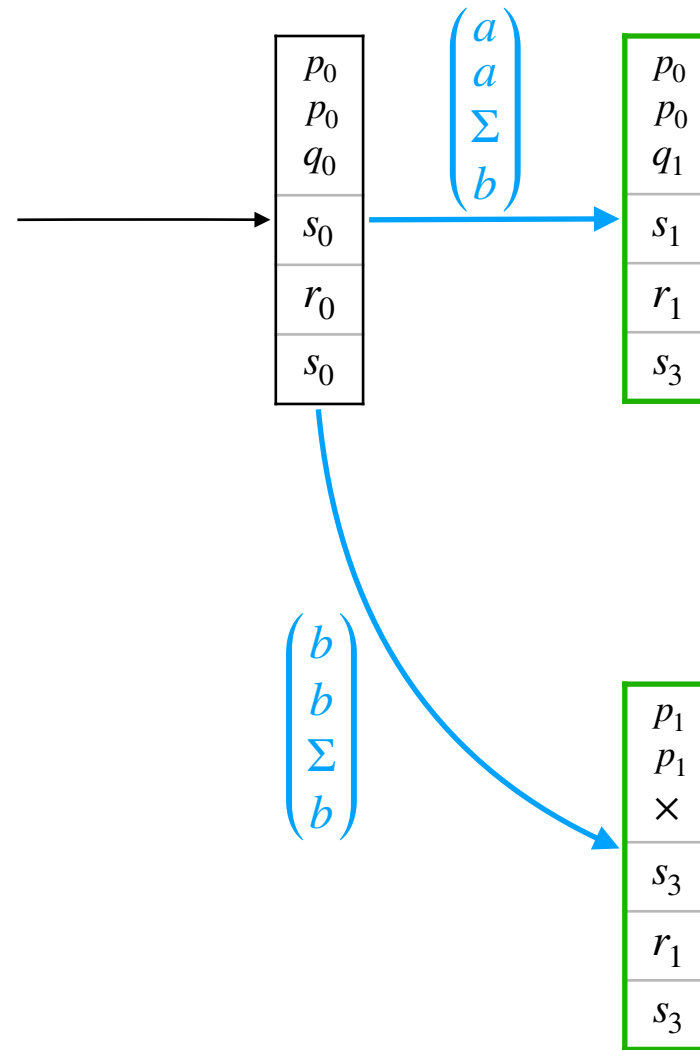 p₀
p₀
q₀
s₀
r₀
s₀
a
a
Σ
b
p₀
p₀
q₁
s₁
r₁
s₃
b
b
Σ
b
p₁
p₁
×
s₃
r₁
s₃